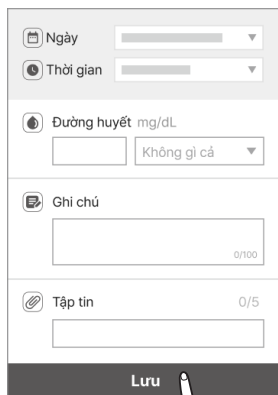 Ngày
Thời gian
Đường huyết mg/dL
Không gì cả
Ghi chú
0/100
Tập tin 0/5
Lưu